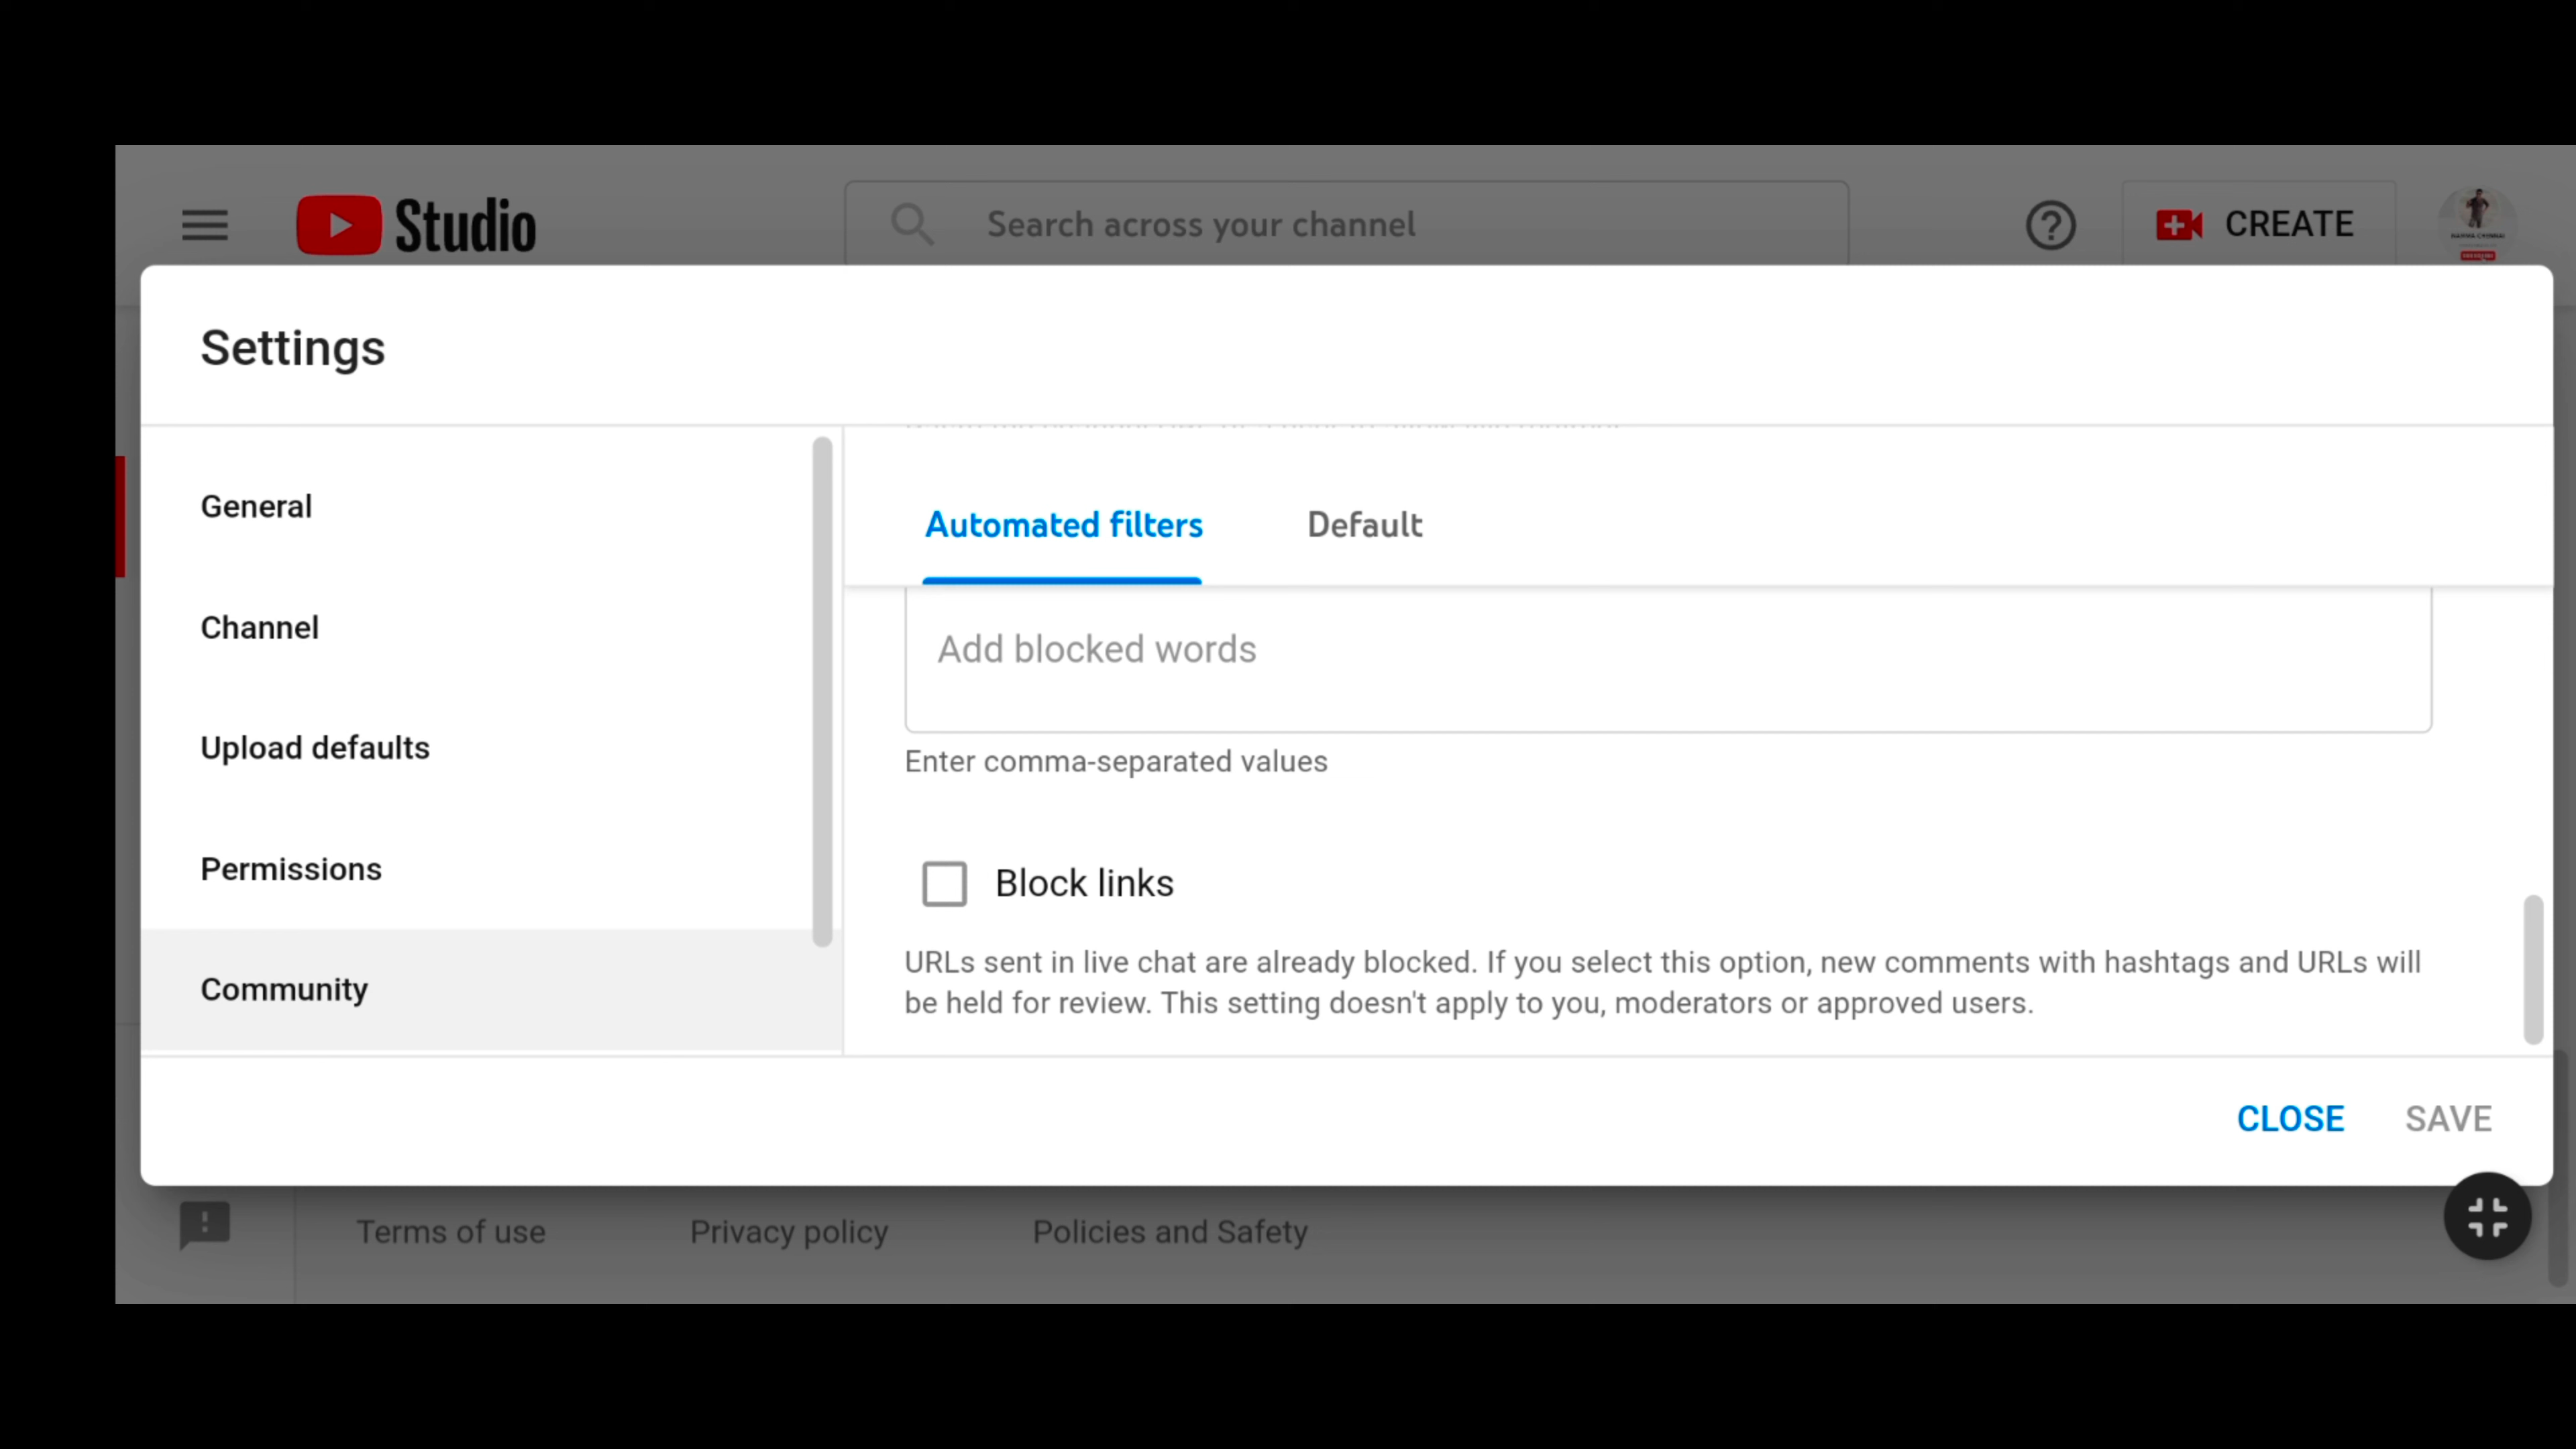 Studio
Search across your channel
CREATE
Settings
General
Channel
Upload defaults
Permissions
Community
Automated filters
Default
Add blocked words
Enter comma-separated values
Block links
URLs sent in live chat are already blocked. If you select this option, new comments with hashtags and URLs will
be held for review. This setting doesn't apply to you, moderators or approved users.
CLOSE
SAVE
Terms of use
Privacy policy
Policies and Safety